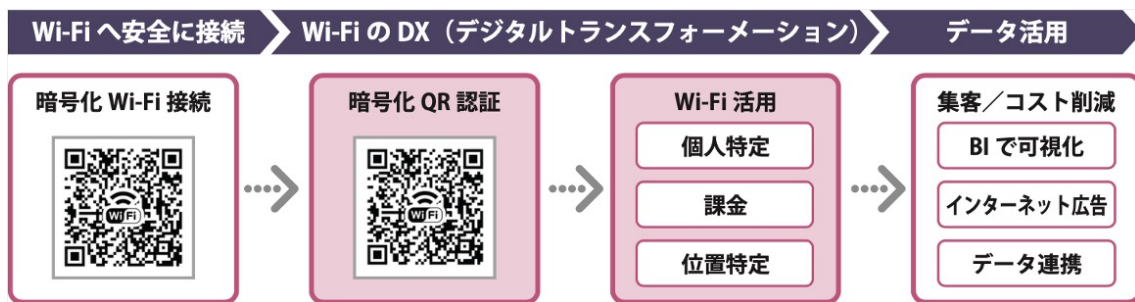 Wi-Fi へ安全に接続
Wi-Fi の DX（デジタルトランスフォーメーション）
データ活用
暗号化 Wi-Fi 接続
Wi Fi
暗号化 QR 認証
Wi Fi
Wi-Fi 活用
個人特定
課金
位置特定
集客／コスト削減
BI で可視化
インターネット広告
データ連携